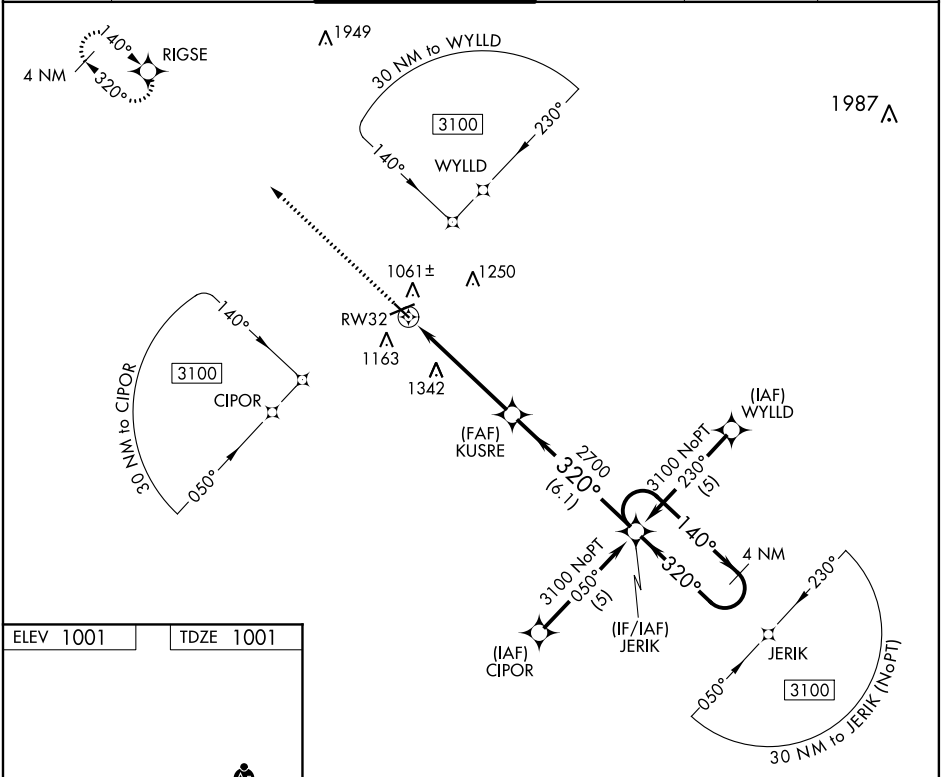 140°
RIGSE
4 NM
320°
1949
30 NM to WYLLD
3100
140°
230°
WYLLD
1987
1061±
1250
RW32
1163
1342
140°
3100
CIPOR
30 NM to CIPOR
050°
(FAF)
KUSRE
2700
320°
(6.1)
(IAF)
WYLLD
3100 NoPT
230°
(5)
140°
4 NM
320°
3100 NoPT
050°
(5)
(IAF)
CIPOR
(IF/IAF)
JERIK
230°
JERIK
050°
3100
30 NM to JERIK (NoPT)
ELEV 1001
TDZE 1001